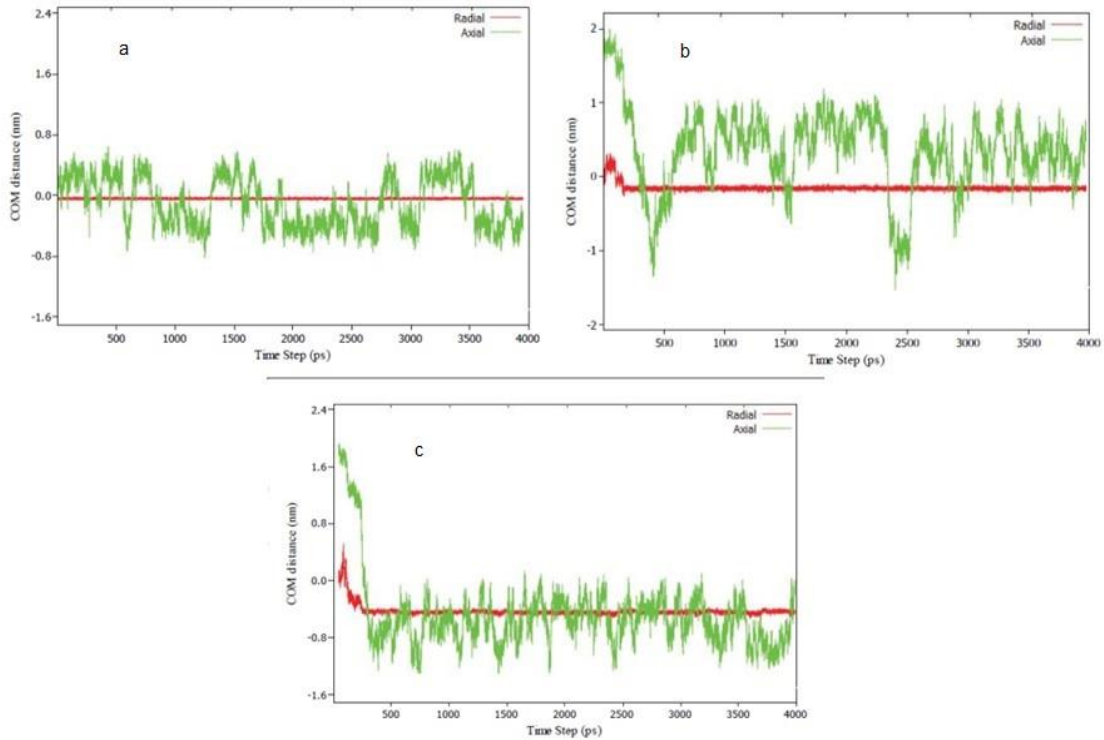 2.4
Radial
Axial
a
1.6
0.8
0.0
-0.8
-1.6
COM distance (nm)
500 1000 1500 2000 2500 3000 3500 4000
Time Step (ps)
2
Radial
Axial
b
1
0
-1
-2
COM distance (nm)
500 1000 1500 2000 2500 3000 3500 4000
Time Step (ps)
2.4
Radial
Axial
c
1.6
0.8
0.0
-0.8
-1.6
COM distance (nm)
500 1000 1500 2000 2500 3000 3500 4000
Time Step (ps)